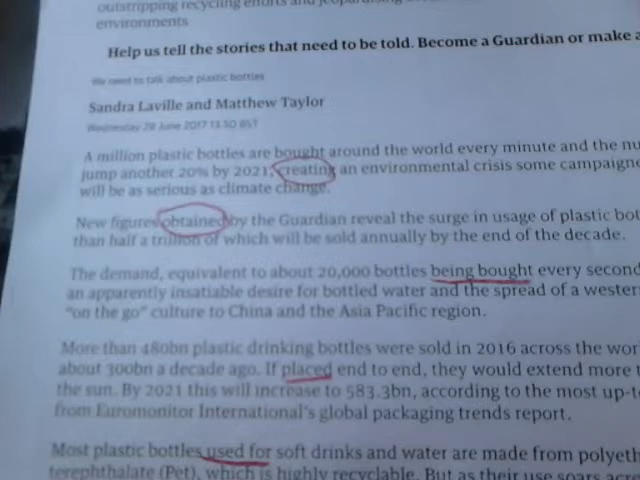 outstripping recycling efforts and jeopardising
environments
Help us tell the stories that need to be told. Become a Guardian or make a
We need to talk about plastic bottles
Sandra Laville and Matthew Taylor
Wednesday 28 June 2017 13.30 BST
A million plastic bottles are bought around the world every minute and the nu
jump another 20% by 2021, creating an environmental crisis some campaigne
will be as serious as climate change.
New figures obtained by the Guardian reveal the surge in usage of plastic bot
than half a trillion of which will be sold annually by the end of the decade.
The demand, equivalent to about 20,000 bottles being bought every second
an apparently insatiable desire for bottled water and the spread of a wester
"on the go" culture to China and the Asia Pacific region.
More than 480bn plastic drinking bottles were sold in 2016 across the wor
about 300bn a decade ago. If placed end to end, they would extend more t
the sun. By 2021 this will increase to 583.3bn, according to the most up-t
from Euromonitor International's global packaging trends report.
Most plastic bottles used for soft drinks and water are made from polyeth
terephthalate (Pet), which is highly recyclable. But as their use soars acro